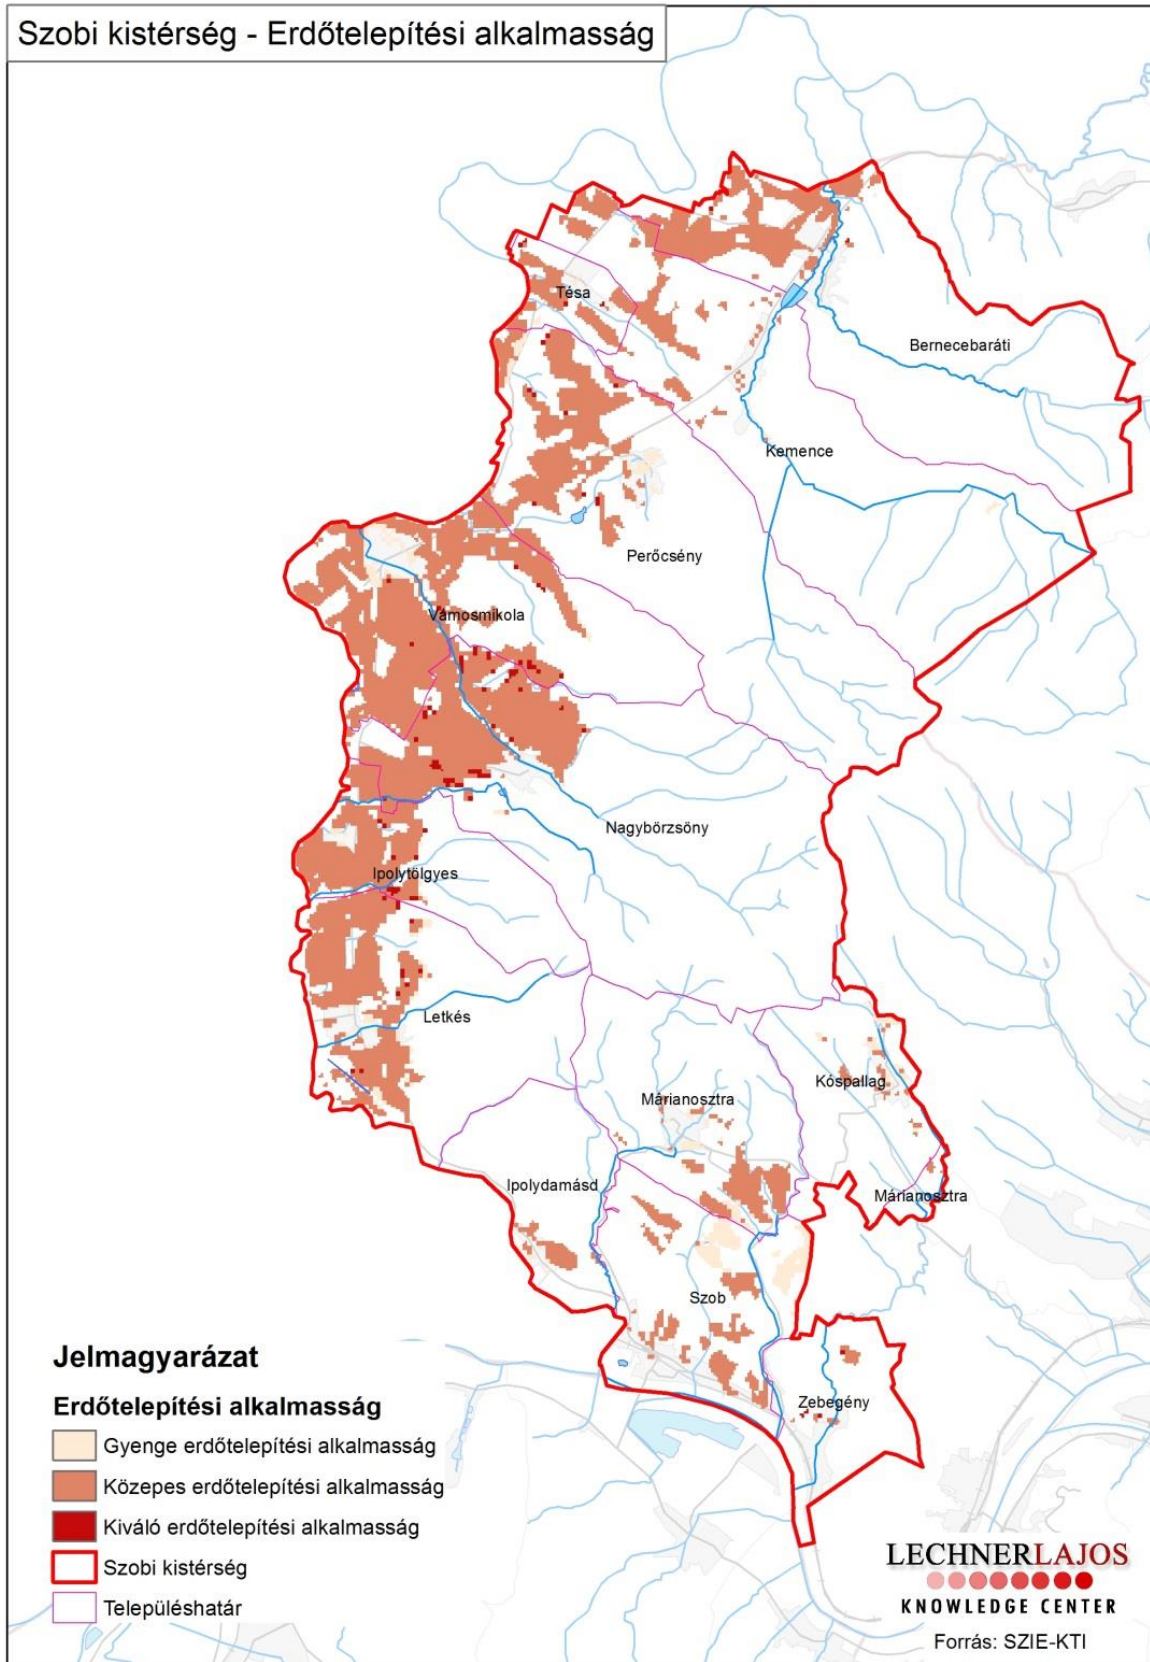 Szobi kistérség - Erdőtelepítési alkalmasság
Tésa
Bernecebaráti
Kemence
Perőcsény
Vámosmikola
Nagybörzsöny
Ipolytölgyes
Letkés
Kóspallag
Márianosztra
Ipolydamásd
Márianosztra
Szob
Zebegény
Jelmagyarázat
Erdőtelepítési alkalmasság
Gyenge erdőtelepítési alkalmasság
Közepes erdőtelepítési alkalmasság
Kiváló erdőtelepítési alkalmasság
Szobi kistérség
Településhatár
LECHNERLAJOS
KNOWLEDGE CENTER
Forrás: SZIE-KTI